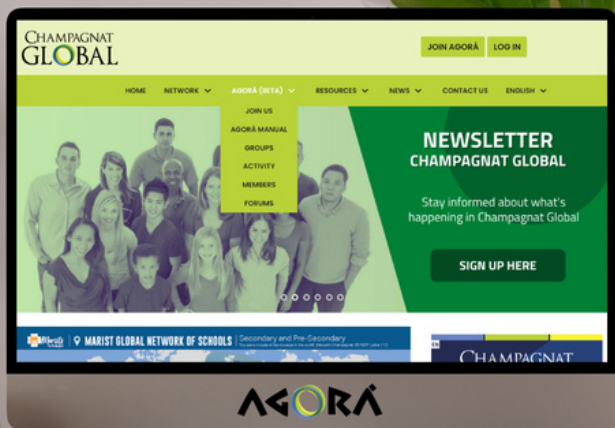 CHAMPAGNAT
GLOBAL
JOIN AGORÁ LOG IN
HOME NETWORK AGORÁ (BETA) RESOURCES NEWS CONTACT US ENGLISH
JOIN US
AGORÁ MANUAL
GROUPS
ACTIVITY
MEMBERS
FORUMS
NEWSLETTER
CHAMPAGNAT GLOBAL
Stay informed about what's
happening in Champagnat Global
SIGN UP HERE
MARIST GLOBAL NETWORK OF SCHOOLS Secondary and Pre-Secondary
EN
CHAMPAGNAT
AGORÁ